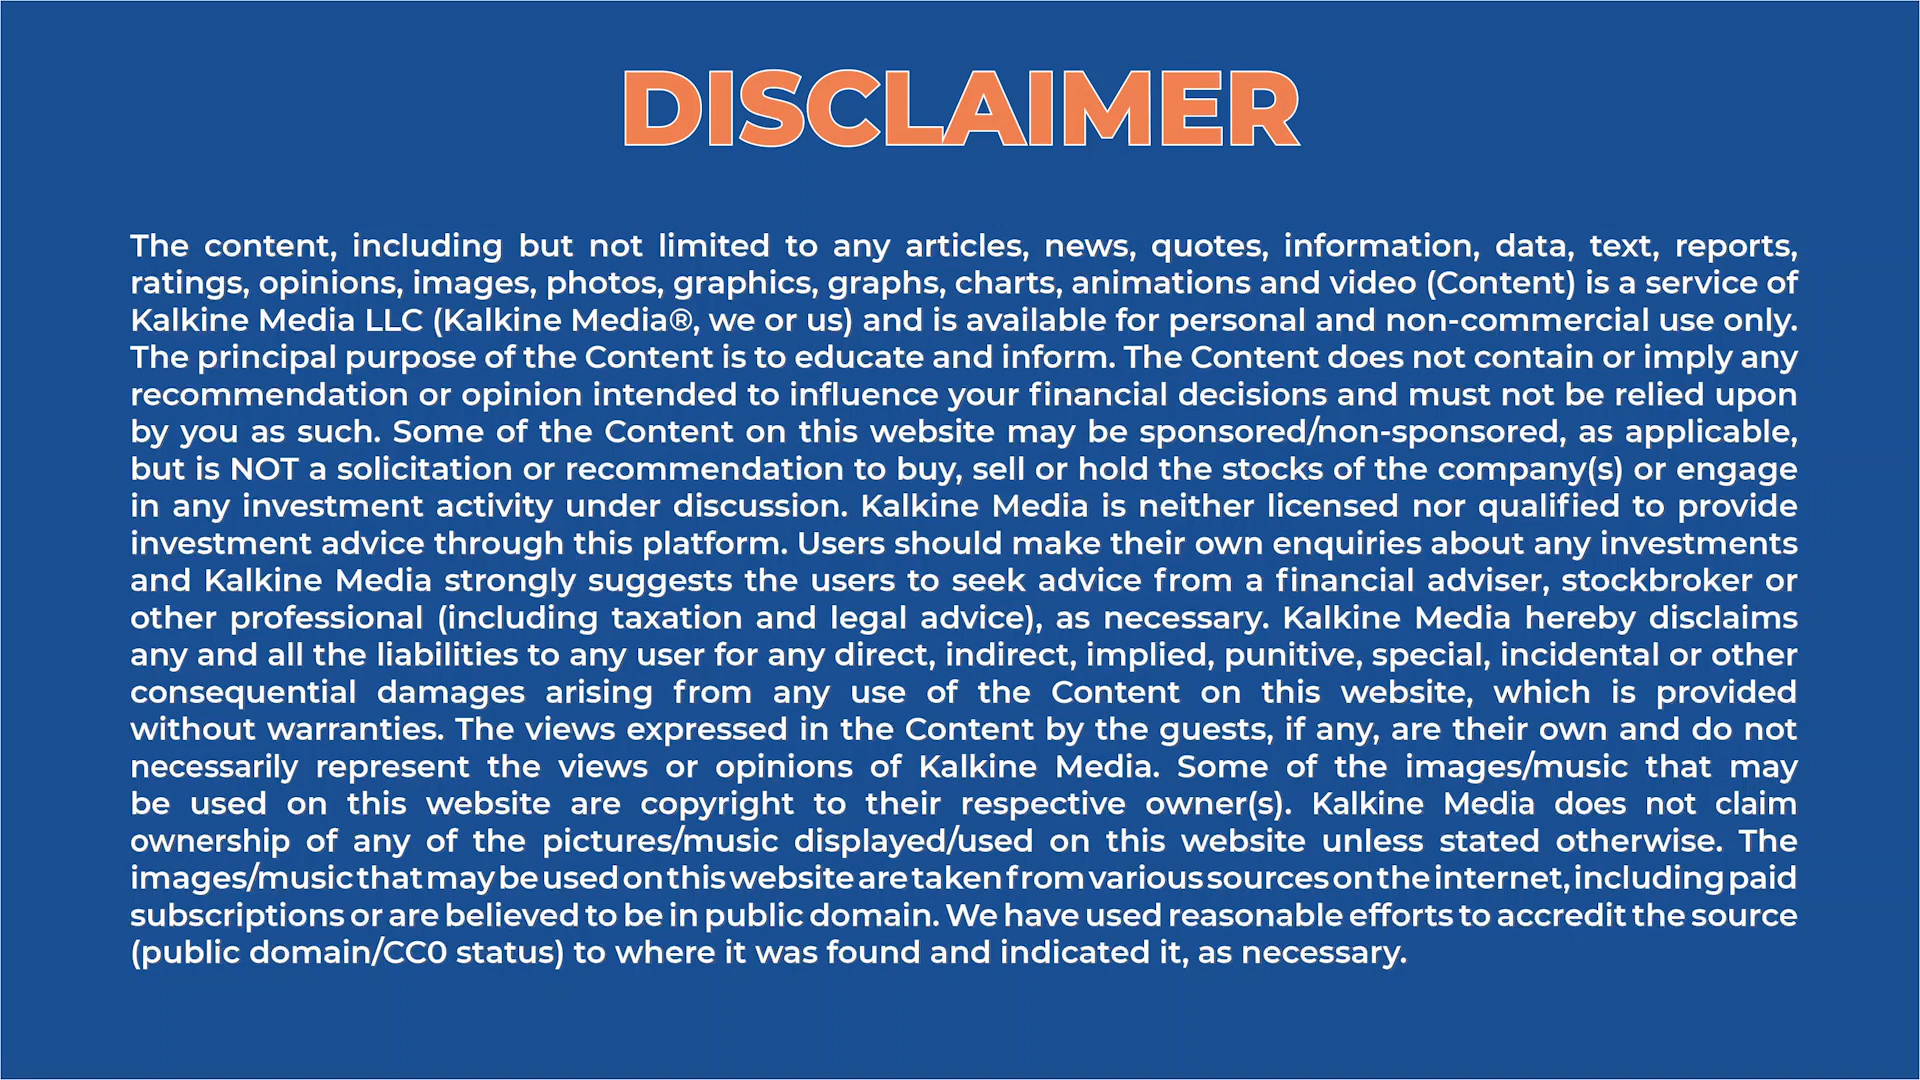 DISCLAIMER
The content, including but not limited to any articles, news, quotes, information, data, text, reports,
ratings, opinions, images, photos, graphics, graphs, charts, animations and video (Content) is a service of
Kalkine Media LLC (Kalkine Media®, we or us) and is available for personal and non-commercial use only.
The principal purpose of the Content is to educate and inform. The Content does not contain or imply any
recommendation or opinion intended to influence your financial decisions and must not be relied upon
by you as such. Some of the Content on this website may be sponsored/non-sponsored, as applicable,
but is NOT a solicitation or recommendation to buy, sell or hold the stocks of the company(s) or engage
in any investment activity under discussion. Kalkine Media is neither licensed nor qualified to provide
investment advice through this platform. Users should make their own enquiries about any investments
and Kalkine Media strongly suggests the users to seek advice from a financial adviser, stockbroker or
other professional (including taxation and legal advice), as necessary. Kalkine Media hereby disclaims
any and all the liabilities to any user for any direct, indirect, implied, punitive, special, incidental or other
consequential damages arising from any use of the Content on this website, which is provided
without warranties. The views expressed in the Content by the guests, if any, are their own and do not
necessarily represent the views or opinions of Kalkine Media. Some of the images/music that may
be used on this website are copyright to their respective owner(s). Kalkine Media does not claim
ownership of any of the pictures/music displayed/used on this website unless stated otherwise. The
images/music that may be used on this website are taken from various sources on the internet, including paid
subscriptions or are believed to be in public domain. We have used reasonable efforts to accredit the source
(public domain/CC0 status) to where it was found and indicated it, as necessary.